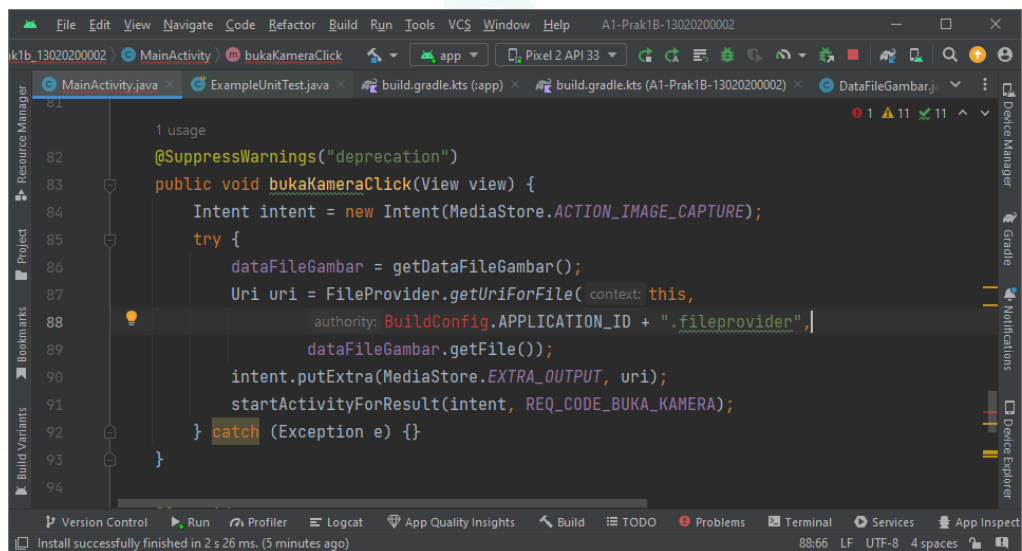 File Edit View Navigate Code Refactor Build Run Tools VCS Window Help A1-Prak1B-13020200002
ak1b_13020200002 MainActivity bukaKameraClick app Pixel 2 API 33
MainActivity.java ExampleUnitTest.java build.gradle.kts (:app) build.gradle.kts (A1-Prak1B-13020200002) DataFileGambar.j
Resource Manager
Project
Bookmarks
Build Variants
1 11 11
81
1 usage
82 @SuppressWarnings("deprecation")
83 public void bukaKameraClick(View view) {
84 Intent intent = new Intent(MediaStore.ACTION_IMAGE_CAPTURE);
85 try {
86 dataFileGambar = getDataFileGambar();
87 Uri uri = FileProvider.getUriForFile( context: this,
88 authority: BuildConfig.APPLICATION_ID + ".fileprovider",
89 dataFileGambar.getFile());
90 intent.putExtra(MediaStore.EXTRA_OUTPUT, uri);
91 startActivityForResult(intent, REQ_CODE_BUKA_KAMERA);
92 } catch (Exception e) {}
93 }
94
Device Manager
Gradle
Notifications
Device Explorer
Version Control Run Profiler Logcat App Quality Insights Build TODO Problems Terminal Services App Inspect
Install successfully finished in 2 s 26 ms. (5 minutes ago) 88:66 LF UTF-8 4 spaces